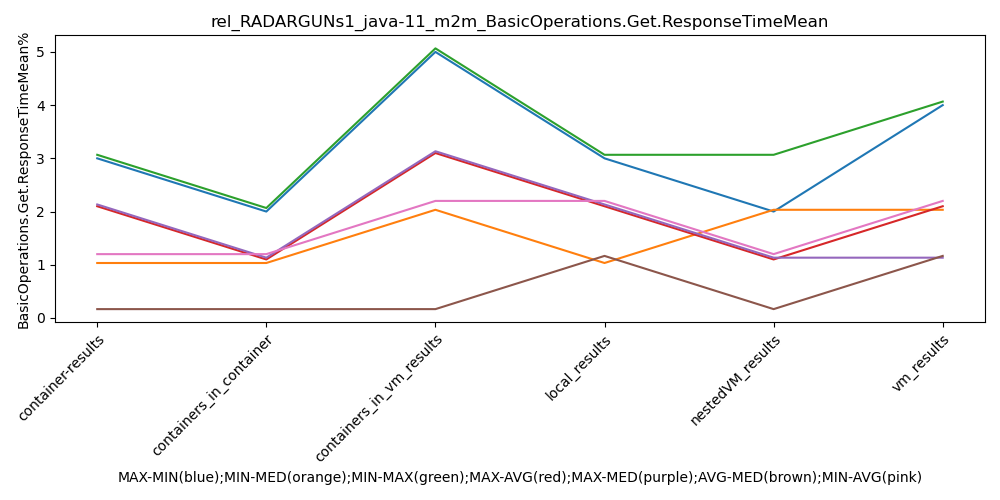 rel_RADARGUNs1_java-11_m2m_BasicOperations.Get.ResponseTimeMean
BasicOperations.Get.ResponseTimeMean%
5
4
3
2
1
0
container-results
containers_in_container
containers_in_vm_results
local_results
nestedVM_results
vm_results
MAX-MIN(blue);MIN-MED(orange);MIN-MAX(green);MAX-AVG(red);MAX-MED(purple);AVG-MED(brown);MIN-AVG(pink)